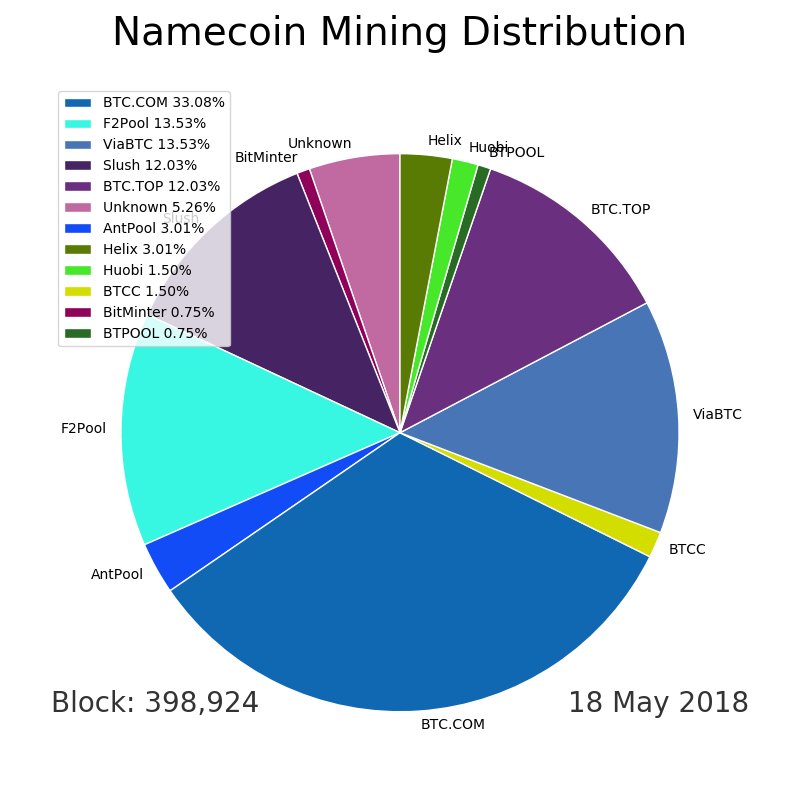 Namecoin Mining Distribution
BTC.COM 33.08%
F2Pool 13.53%
ViaBTC 13.53%
Slush 12.03%
BTC.TOP 12.03%
Unknown 5.26%
AntPool 3.01%
Helix 3.01%
Huobi 1.50%
BTCC 1.50%
BitMinter 0.75%
BTPOOL 0.75%
Unknown
BitMinter
Slush
F2Pool
AntPool
BTC.COM
BTCC
ViaBTC
BTC.TOP
BTPOOL
Huobi
Helix
Block: 398,924
18 May 2018